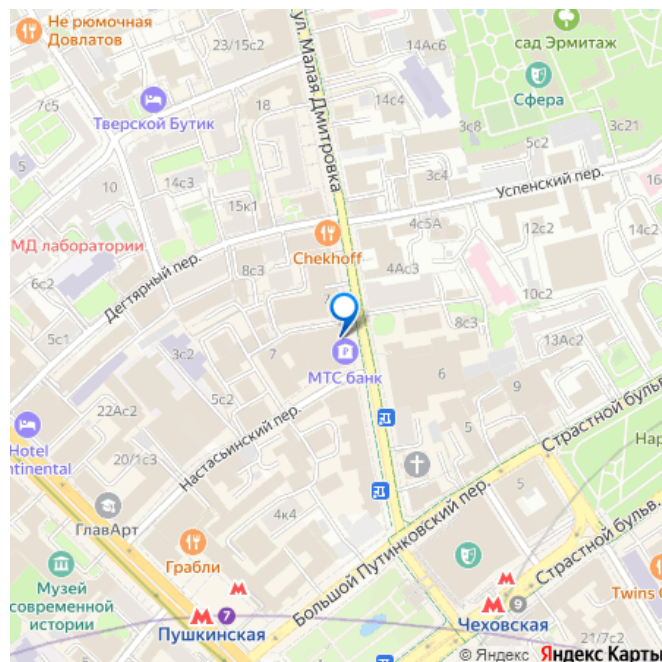 Не рюмочная
Довлатов
23/15с2
ул. Малая Дмитровка
14Ас6
сад Эрмитаж
Сфера
7с5
Тверской Бутик
18
14с4
3с8
5с2
3с21
5
10
14с3
15к1
3с4
Успенский пер.
16
МД лаборатории
Chekhoff
4с5А
12с2
14с2
6с2
Дегтярный пер.
8с3
4Ас3
10с2
5с1
3с2
7
МТС банк
8с3
13Ас2
6
9
5с2
22Ас2
Настасьинский пер.
5
Страстной бульв.
Hotel
ntinental
20/1с3
Нар
ГлавАрт
4к4
5
Грабли
Большой Путинковский пер.
Страстной бульв.
Музей
современной
истории
7
Пушкинская
9
Чеховская
Twins
21/7с2
© Яндекс Яндекс Карты